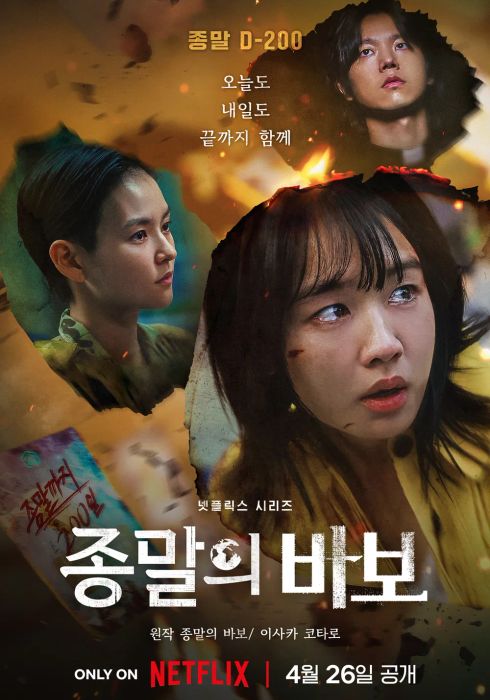 종말 D-200
오늘도
내일도
끝까지 함께
종말까지
200일
넷플릭스 시리즈
종말의 바보
원작 종말의 바보/ 이사카 코타로
ONLY ON NETFLIX | 4월 26일 공개